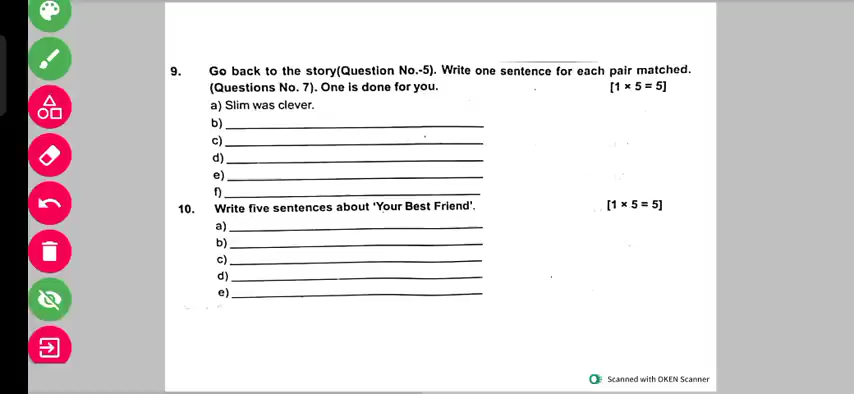 9. Go back to the story(Question No.-5). Write one sentence for each pair matched.
(Questions No. 7). One is done for you. [1 × 5 = 5]
a) Slim was clever.
b)
c)
d)
e)
f)
10. Write five sentences about 'Your Best Friend'. [1 × 5 = 5]
a)
b)
c)
d)
e)
Scanned with OKEN Scanner